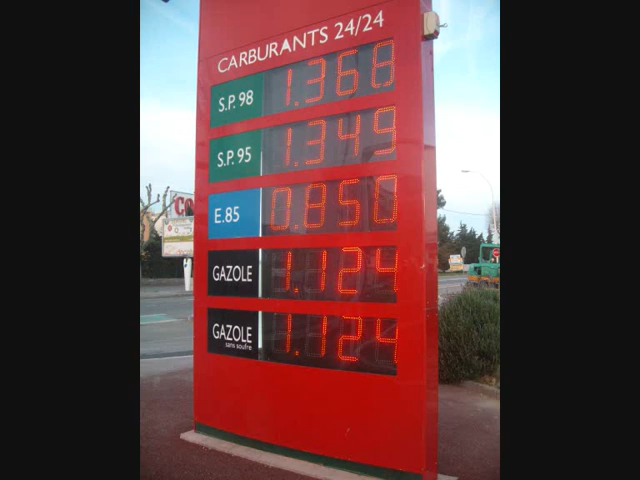 CARBURANTS 24/24
S.P. 98 1.368
S.P. 95 1.349
E.85 0.850
GAZOLE 1.124
GAZOLE 1.124
sans soufre
CO